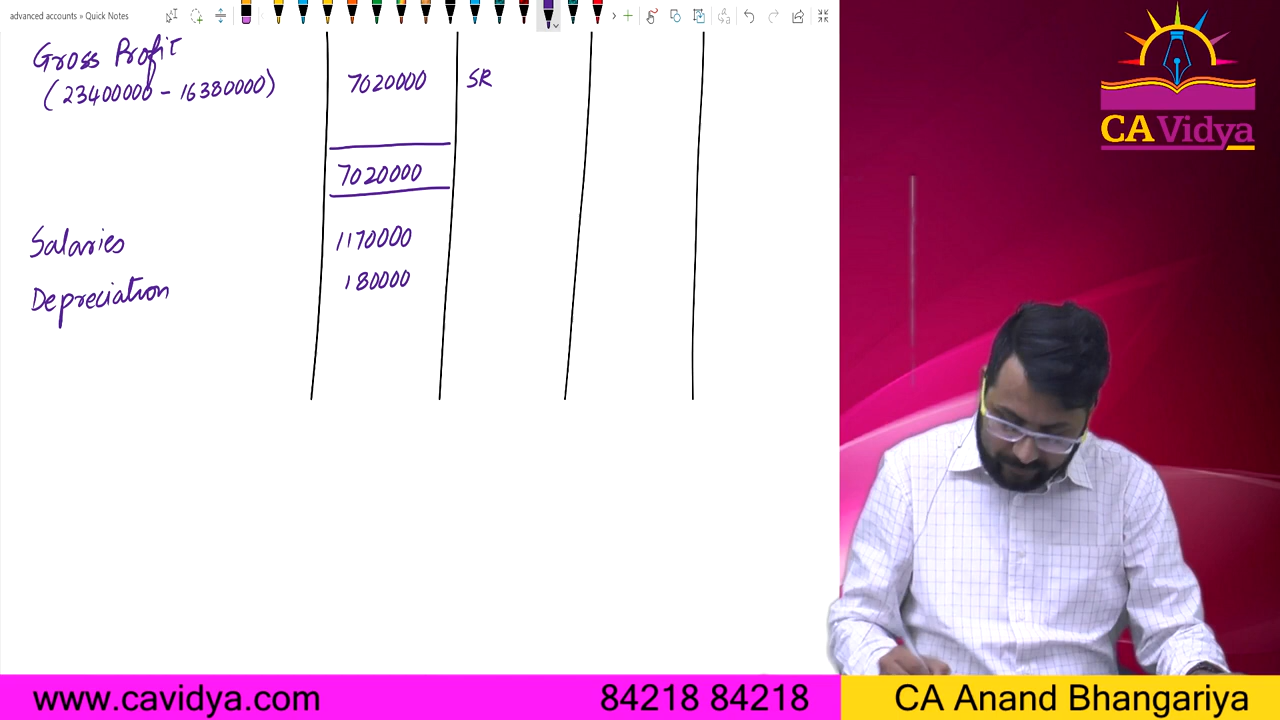 advanced accounts » Quick Notes
Gross Profit
(23400000 - 16380000) 7020000 SR
7020000
Salaries 1170000
Depreciation 180000
CA Vidya
www.cavidya.com 84218 84218 CA Anand Bhangariya